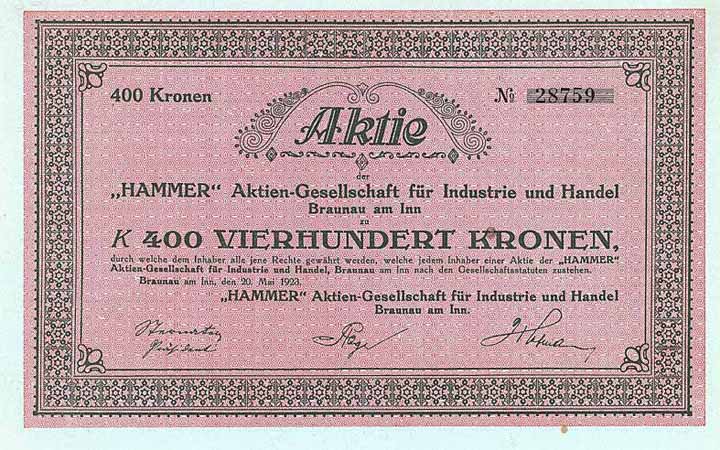 400 Kronen
№ 28759
Aktie
der
„HAMMER“ Aktien-Gesellschaft für Industrie und Handel
Braunau am Inn
zu
K 400 VIERHUNDERT KRONEN,
durch welche dem Inhaber alle jene Rechte gewährt werden, welche jedem Inhaber einer Aktie der „HAMMER“
Aktien-Gesellschaft für Industrie und Handel, Braunau am Inn nach den Gesellschaftsstatuten zustehen.
Braunau am Inn, den 20. Mai 1923.
„HAMMER“ Aktien-Gesellschaft für Industrie und Handel
Braunau am Inn.
Präsident